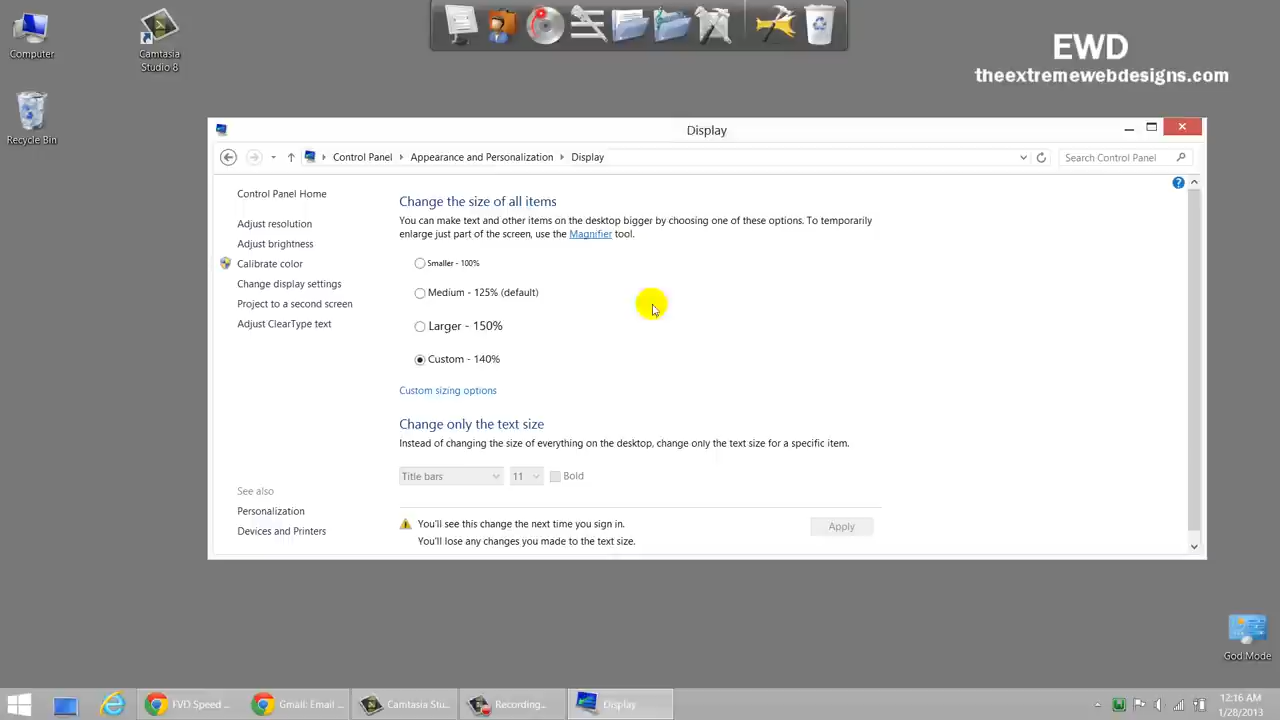 Computer
Camtasia
Studio 8
Recycle Bin
EWD
theextremewebdesigns.com
Display
Control Panel
Appearance and Personalization
Display
Search Control Panel
Control Panel Home
Adjust resolution
Adjust brightness
Calibrate color
Change display settings
Project to a second screen
Adjust ClearType text
See also
Personalization
Devices and Printers
Change the size of all items
You can make text and other items on the desktop bigger by choosing one of these options. To temporarily
enlarge just part of the screen, use the Magnifier tool.
Smaller - 100%
Medium - 125% (default)
Larger - 150%
Custom - 140%
Custom sizing options
Change only the text size
Instead of changing the size of everything on the desktop, change only the text size for a specific item.
Title bars 11 Bold
You'll see this change the next time you sign in.
You'll lose any changes you made to the text size.
Apply
God Mode
FVD Speed ...
Gmail: Email ...
Camtasia Stu...
Recording...
Display
12:16 AM
1/28/2013